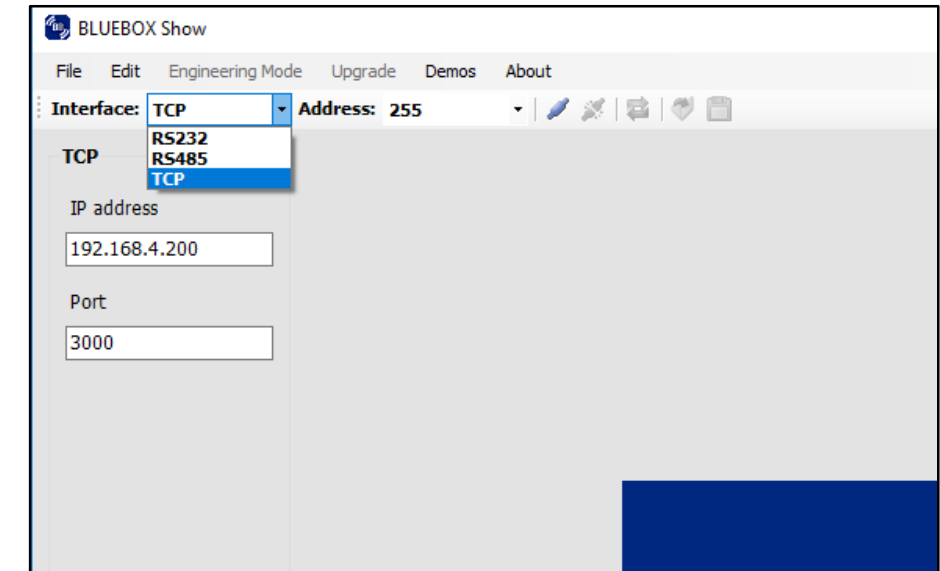 BLUEBOX Show
File Edit Engineering Mode Upgrade Demos About
Interface: TCP Address: 255
RS232
RS485
TCP
TCP
IP address
192.168.4.200
Port
3000